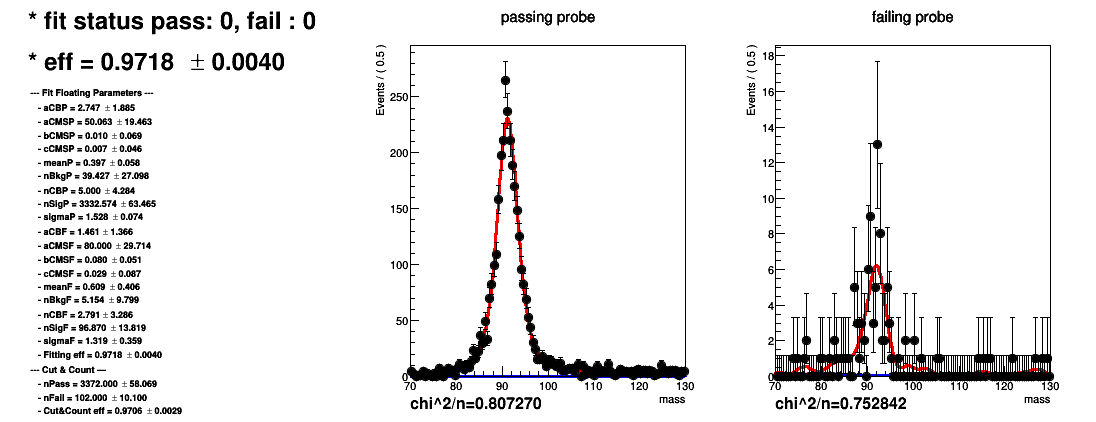 * fit status pass: 0, fail : 0
* eff = 0.9718 ± 0.0040
--- Fit Floating Parameters ---
- aCBP = 2.747 ± 1.885
- aCMSP = 50.063 ± 19.463
- bCMSP = 0.010 ± 0.069
- cCMSP = 0.007 ± 0.046
- meanP = 0.397 ± 0.058
- nBkgP = 39.427 ± 27.098
- nCBP = 5.000 ± 4.284
- nSigP = 3332.574 ± 63.465
- sigmaP = 1.528 ± 0.074
- aCBF = 1.461 ± 1.366
- aCMSF = 80.000 ± 29.714
- bCMSF = 0.080 ± 0.051
- cCMSF = 0.029 ± 0.087
- meanF = 0.609 ± 0.406
- nBkgF = 5.154 ± 9.799
- nCBF = 2.791 ± 3.286
- nSigF = 96.870 ± 13.819
- sigmaF = 1.319 ± 0.359
- Fitting eff = 0.9718 ± 0.0040
--- Cut & Count ---
- nPass = 3372.000 ± 58.069
- nFail = 102.000 ± 10.100
- Cut&Count eff = 0.9706 ± 0.0029
passing probe
Events / ( 0.5 )
250
200
150
100
50
0
70 80 90 100 110 120 130
mass
chi^2/n=0.807270
failing probe
Events / ( 0.5 )
18
16
14
12
10
8
6
4
2
0
70 80 90 100 110 120 130
mass
chi^2/n=0.752842